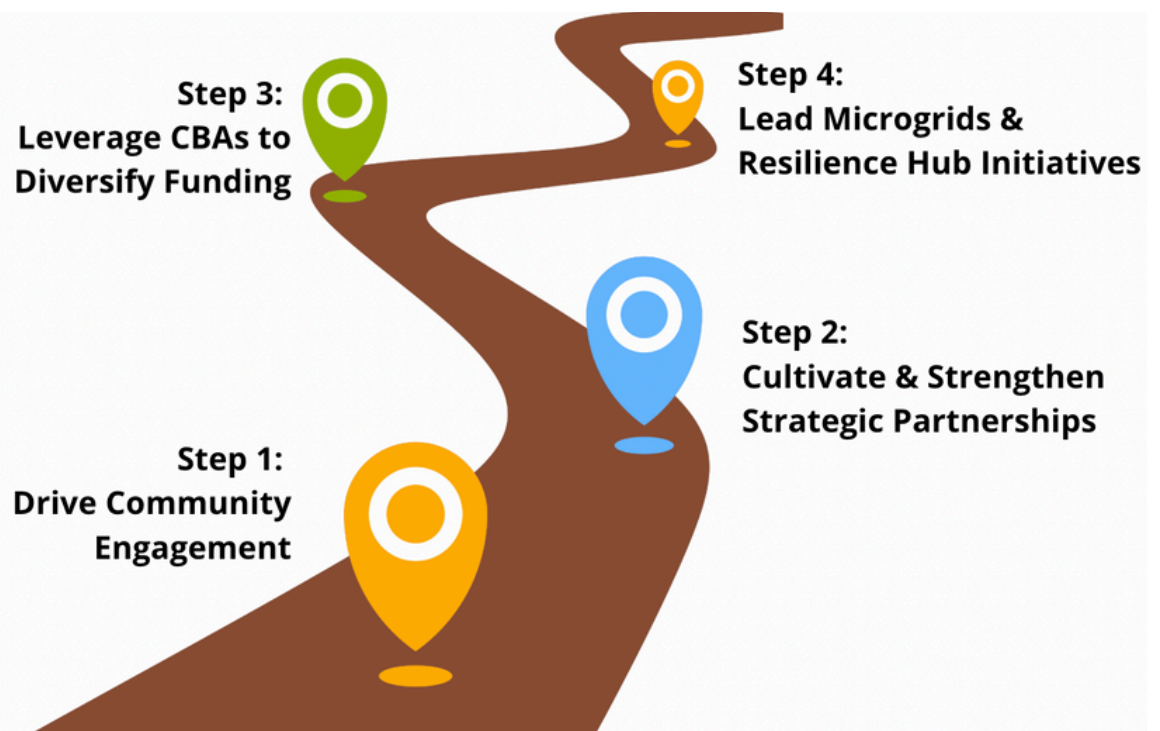 Step 3:
Leverage CBAs to
Diversify Funding
Step 4:
Lead Microgrids &
Resilience Hub Initiatives
Step 2:
Cultivate & Strengthen
Strategic Partnerships
Step 1:
Drive Community
Engagement